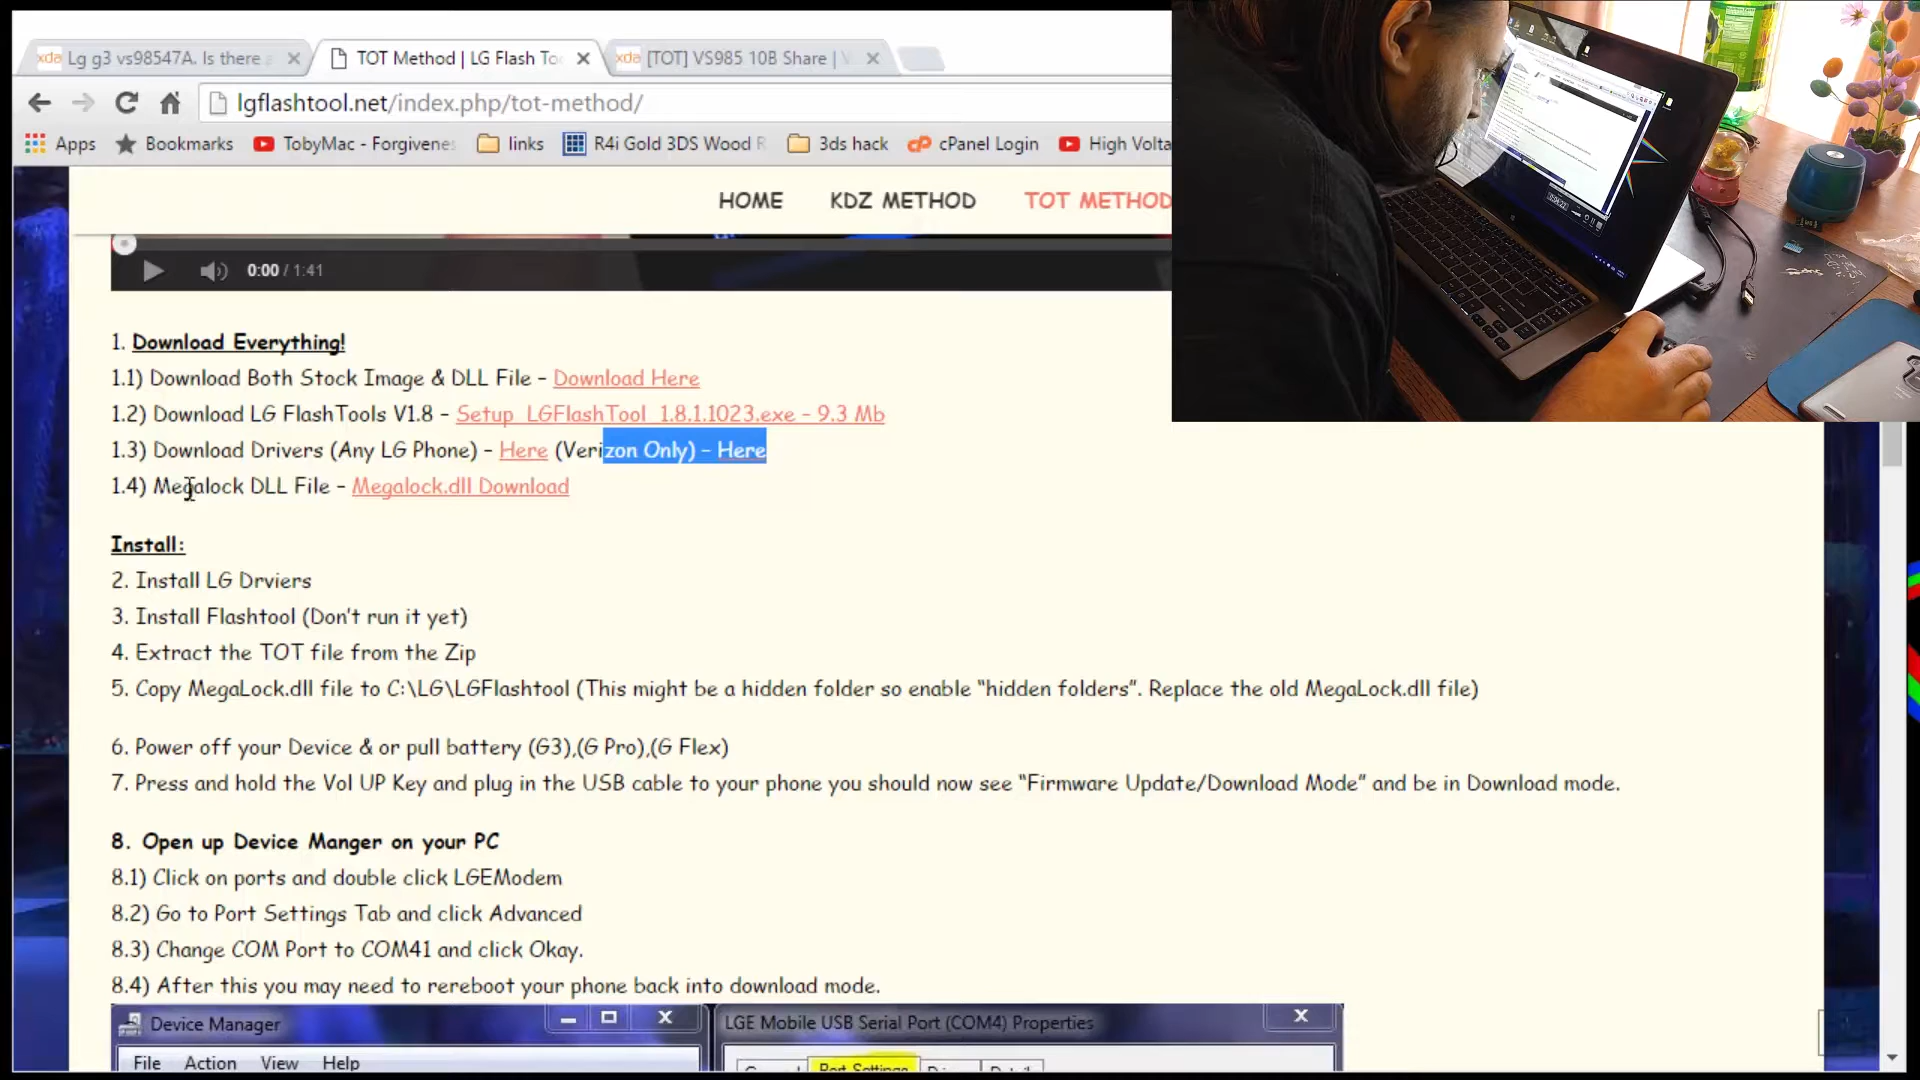 Lg g3 vs98547A. Is there
TOT Method | LG Flash To
[TOT] VS985 10B Share |
lgflashtool.net/index.php/tot-method/
Apps
Bookmarks
TobyMac - Forgivenes
links
R4i Gold 3DS Wood R
3ds hack
cPanel Login
High Volta
HOME
KDZ METHOD
TOT METHOD
0:00 / 1:41
1. Download Everything!
1.1) Download Both Stock Image & DLL File – Download Here
1.2) Download LG FlashTools V1.8 – Setup_LGFlashTool_1.8.1.1023.exe – 9.3 Mb
1.3) Download Drivers (Any LG Phone) – Here (Verizon Only) – Here
1.4) Megalock DLL File – Megalock.dll Download
Install:
2. Install LG Drviers
3. Install Flashtool (Don't run it yet)
4. Extract the TOT file from the Zip
5. Copy MegaLock.dll file to C:\LG\LGFlashtool (This might be a hidden folder so enable “hidden folders”. Replace the old MegaLock.dll file)
6. Power off your Device & or pull battery (G3),(G Pro),(G Flex)
7. Press and hold the Vol UP Key and plug in the USB cable to your phone you should now see “Firmware Update/Download Mode” and be in Download mode.
8. Open up Device Manger on your PC
8.1) Click on ports and double click LGEModem
8.2) Go to Port Settings Tab and click Advanced
8.3) Change COM Port to COM41 and click Okay.
8.4) After this you may need to rereboot your phone back into download mode.
Device Manager
LGE Mobile USB Serial Port (COM4) Properties
File Action View Help
Port Settings